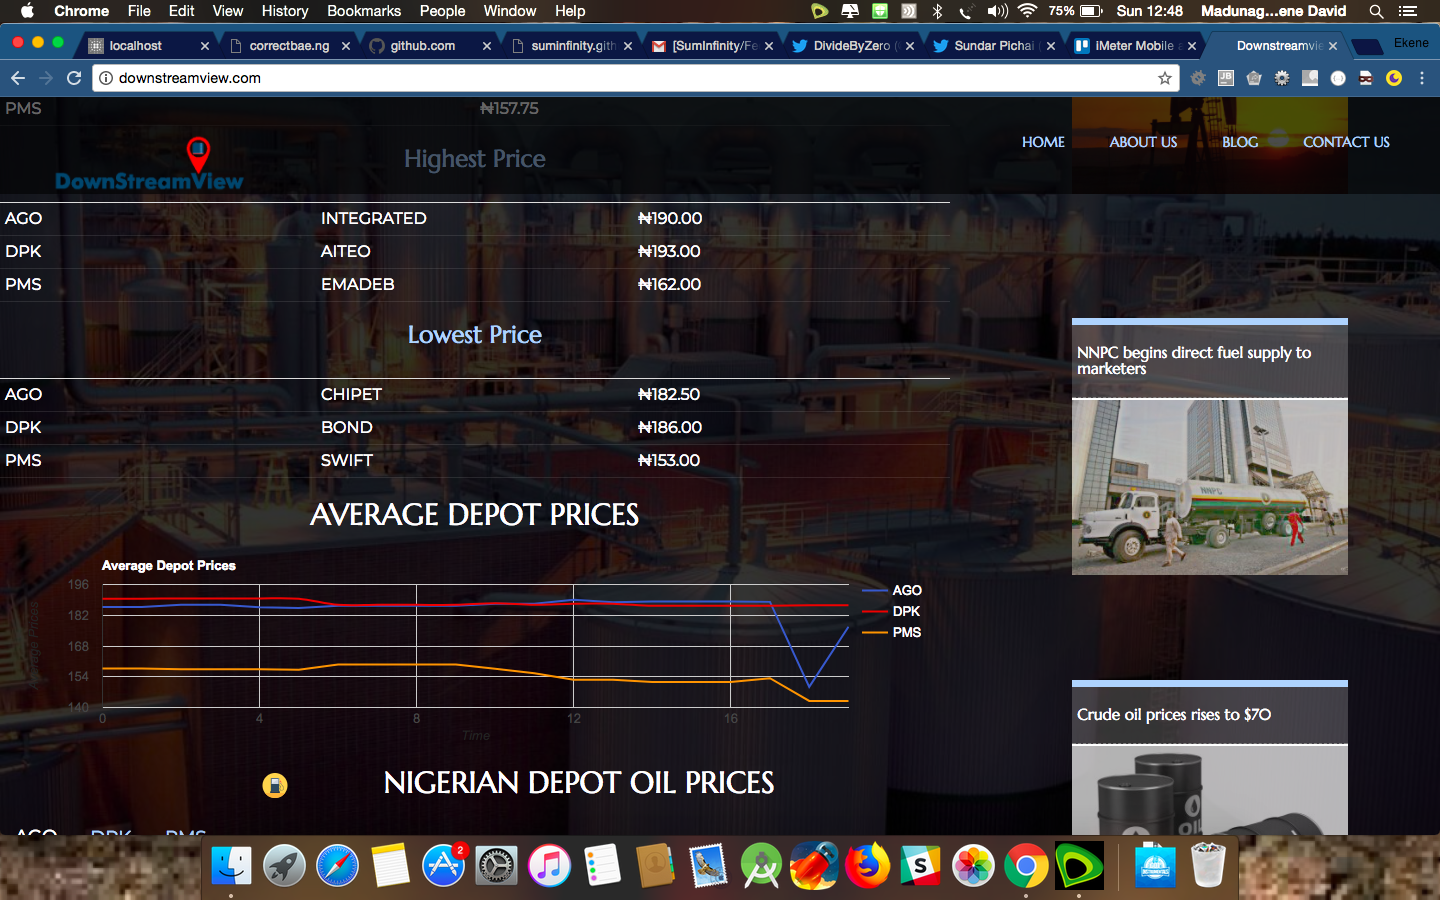 Chrome File Edit View History Bookmarks People Window Help 75% Sun 12:48 Madunag...ene David
localhost correctbae.ng github.com suminfinity.gith [SumInfinity/Fe DivideByZero ( Sundar Pichai ( iMeter Mobile a Downstreamvie Ekene
downstreamview.com
PMS ₦157.75
DownStreamView
Highest Price
HOME ABOUT US BLOG CONTACT US
AGO INTEGRATED ₦190.00
DPK AITEO ₦193.00
PMS EMADEB ₦162.00
Lowest Price
AGO CHIPET ₦182.50
DPK BOND ₦186.00
PMS SWIFT ₦153.00
AVERAGE DEPOT PRICES
Average Depot Prices
196
182
168
154
140
Average Prices
0 4 8 12 16
Time
AGO
DPK
PMS
NIGERIAN DEPOT OIL PRICES
AGO DPK PMS
NNPC begins direct fuel supply to
marketers
NNPC
Crude oil prices rises to $70
OIL
2